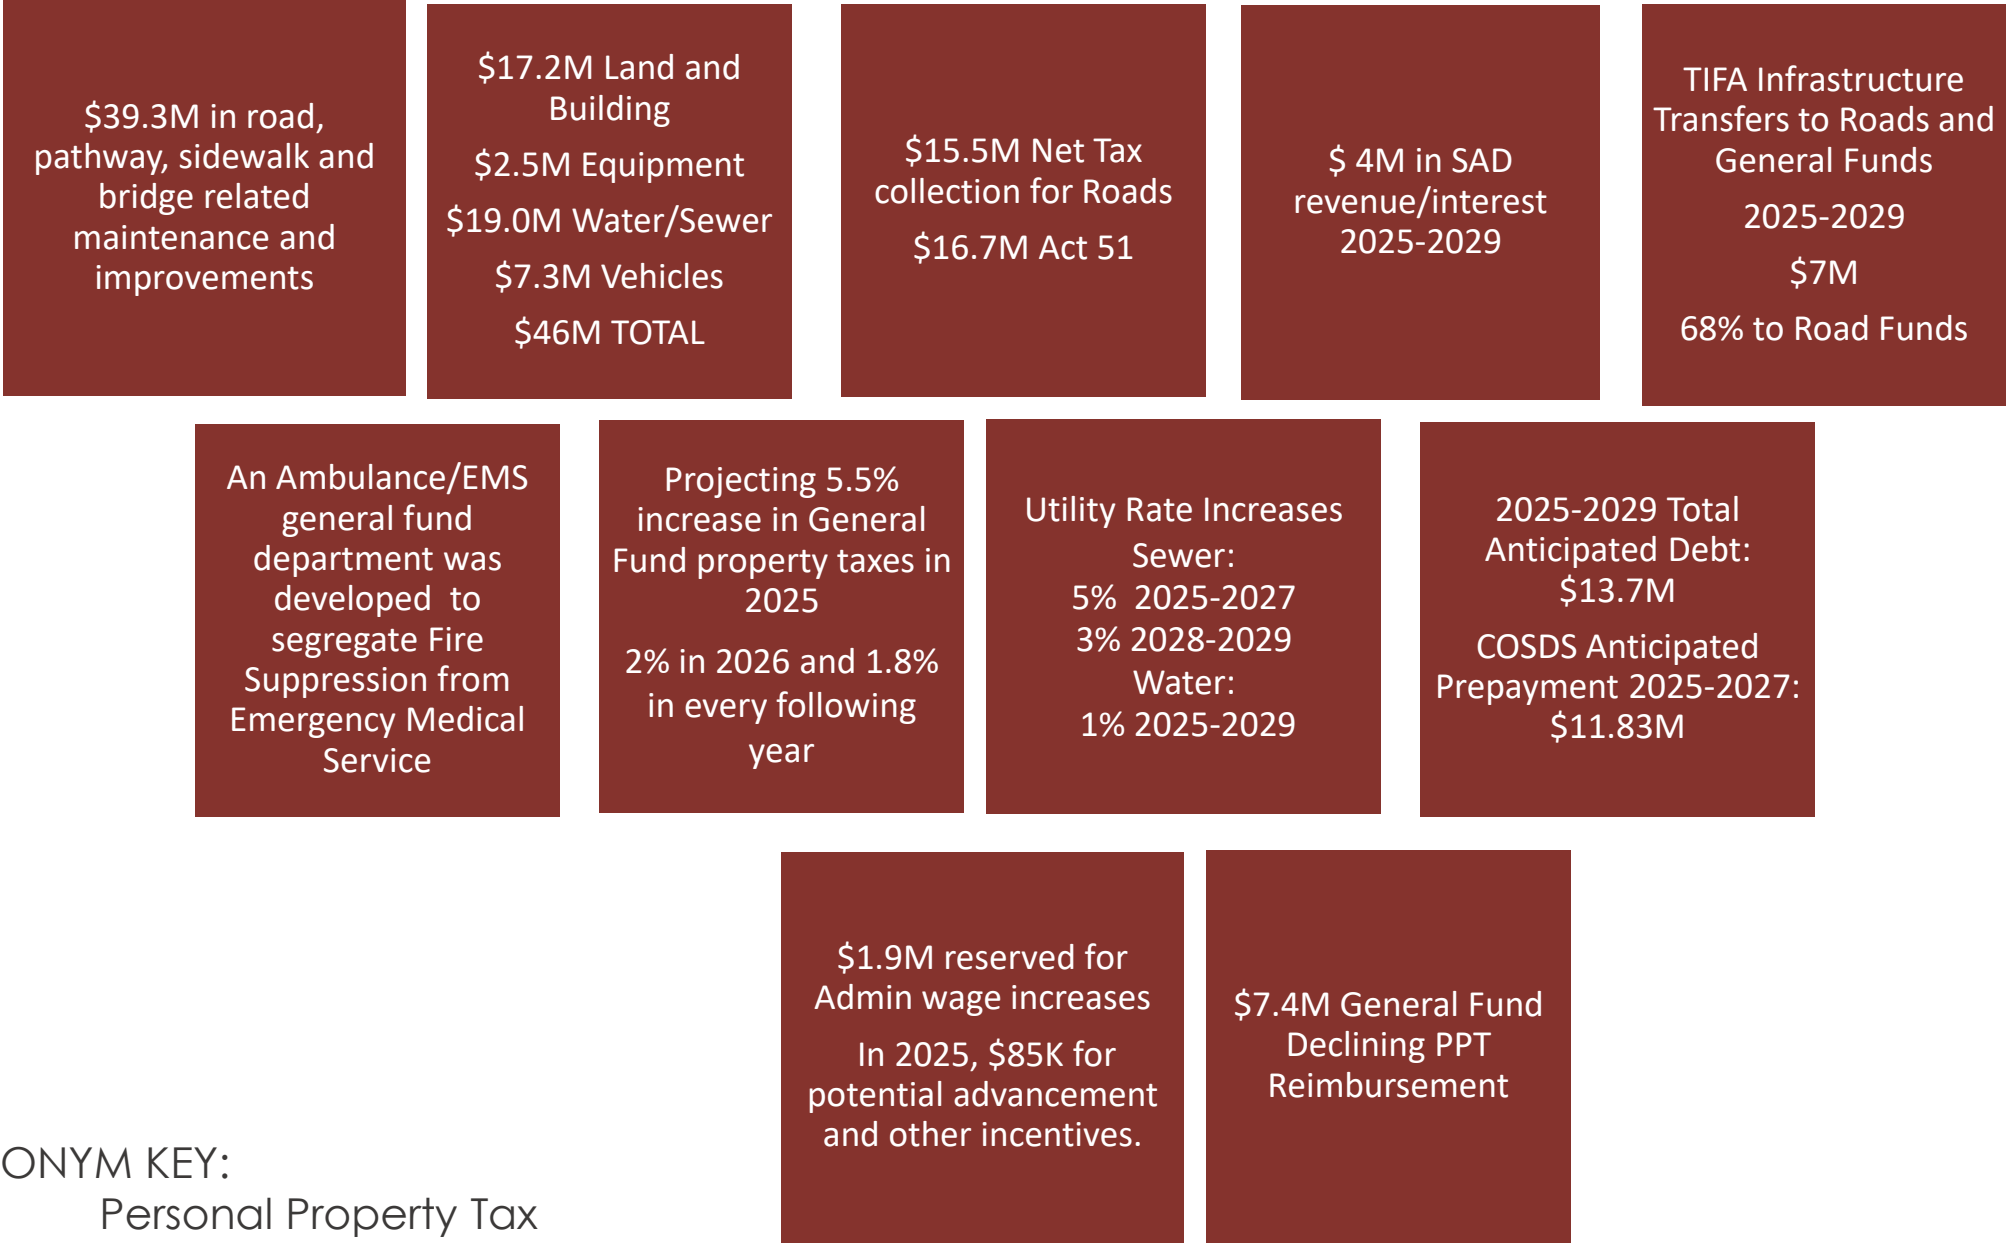 $39.3M in road,
pathway, sidewalk and
bridge related
maintenance and
improvements
$17.2M Land and
Building
$2.5M Equipment
$19.0M Water/Sewer
$7.3M Vehicles
$46M TOTAL
$15.5M Net Tax
collection for Roads
$16.7M Act 51
$ 4M in SAD
revenue/interest
2025-2029
TIFA Infrastructure
Transfers to Roads and
General Funds
2025-2029
$7M
68% to Road Funds
An Ambulance/EMS
general fund
department was
developed  to
segregate Fire
Suppression from
Emergency Medical
Service
Projecting 5.5%
increase in General
Fund property taxes in
2025
2% in 2026 and 1.8%
in every following
year
Utility Rate Increases
Sewer:
5%  2025-2027
3% 2028-2029
Water:
1% 2025-2029
2025-2029 Total
Anticipated Debt:
$13.7M
COSDS Anticipated
Prepayment 2025-2027:
$11.83M
$1.9M reserved for
Admin wage increases
In 2025, $85K for
potential advancement
and other incentives.
$7.4M General Fund
Declining PPT
Reimbursement
ONYM KEY:
Personal Property Tax